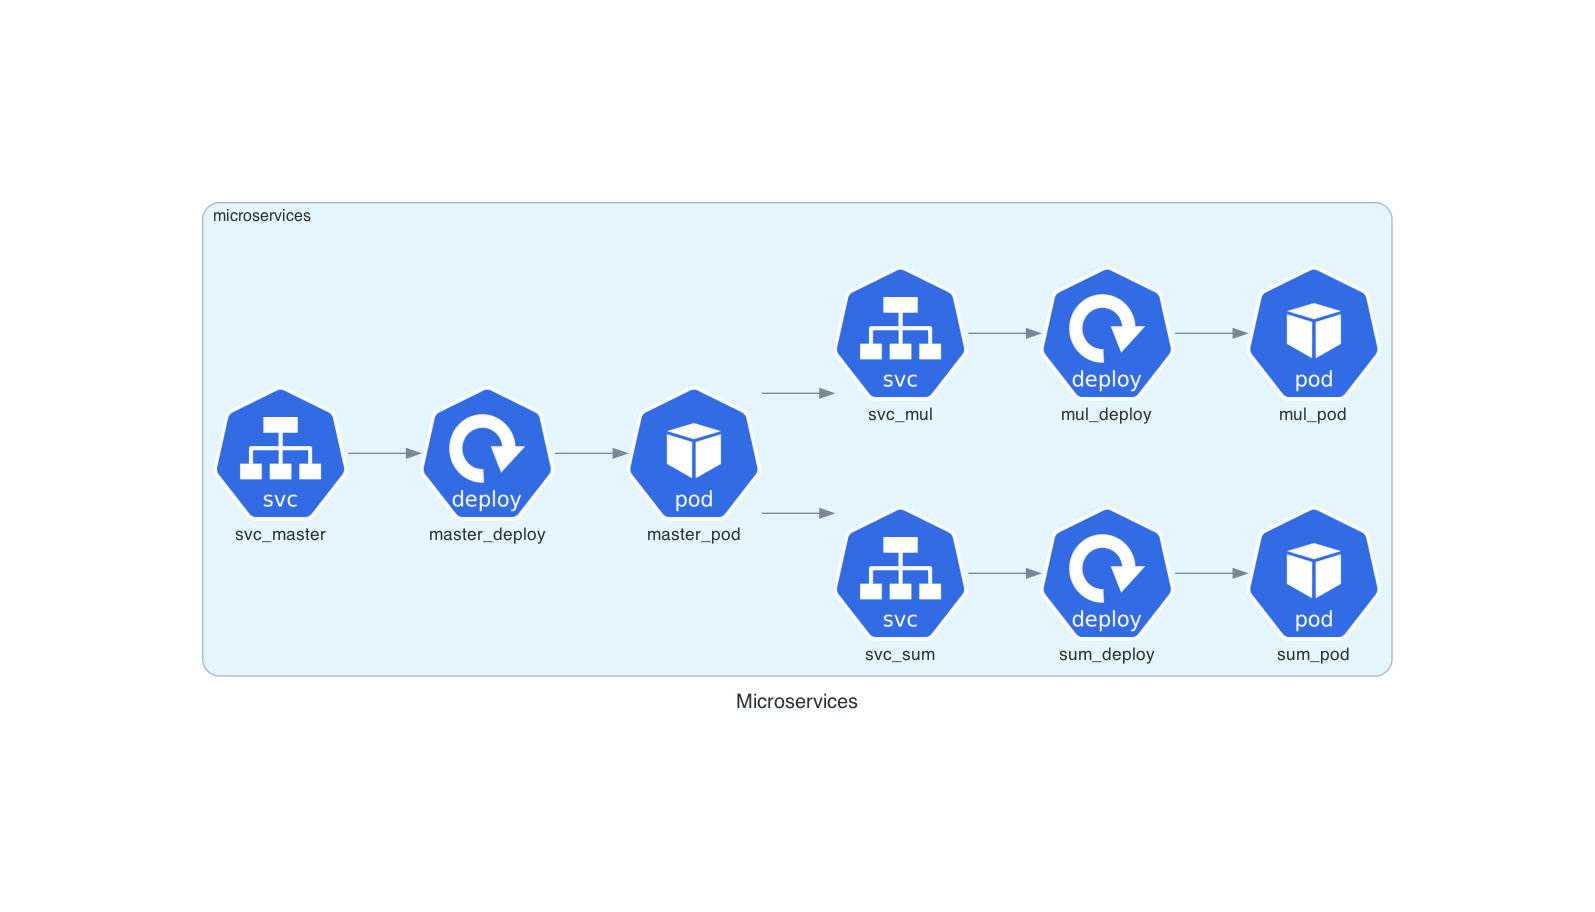 microservices
svc
svc_mul
deploy
mul_deploy
pod
mul_pod
svc
svc_master
deploy
master_deploy
pod
master_pod
svc
svc_sum
deploy
sum_deploy
pod
sum_pod
Microservices